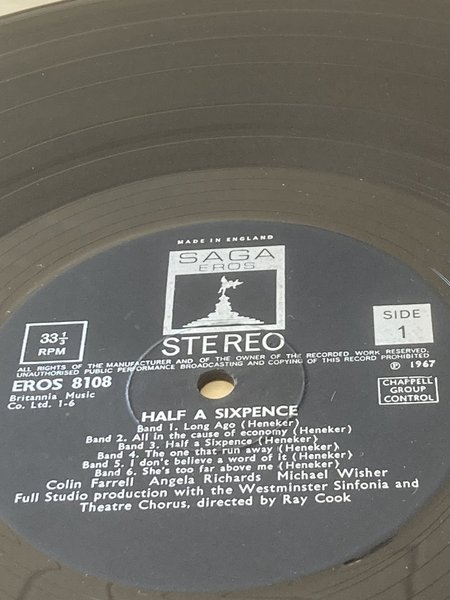 MADE IN ENGLAND
SAGA
EROS
STEREO
33 1/3
RPM
SIDE
1
ALL RIGHTS OF THE MANUFACTURER AND OF THE OWNER OF THE RECORDED WORK RESERVED.
UNAUTHORISED PUBLIC PERFORMANCE BROADCASTING AND COPYING OF THIS RECORD PROHIBITED
EROS 8108
Britannia Music
Co. Ltd. 1-6
℗ 1967
CHAPPELL
GROUP
CONTROL
HALF A SIXPENCE
Band 1. Long Ago (Heneker)
Band 2. All in the cause of economy (Heneker)
Band 3. Half a Sixpence (Heneker)
Band 4. The one that run away (Heneker)
Band 5. I don't believe a word of it (Heneker)
Band 6. She's too far above me (Heneker)
Colin Farrell Angela Richards Michael Wisher
Full Studio production with the Westminster Sinfonia and
Theatre Chorus, directed by Ray Cook